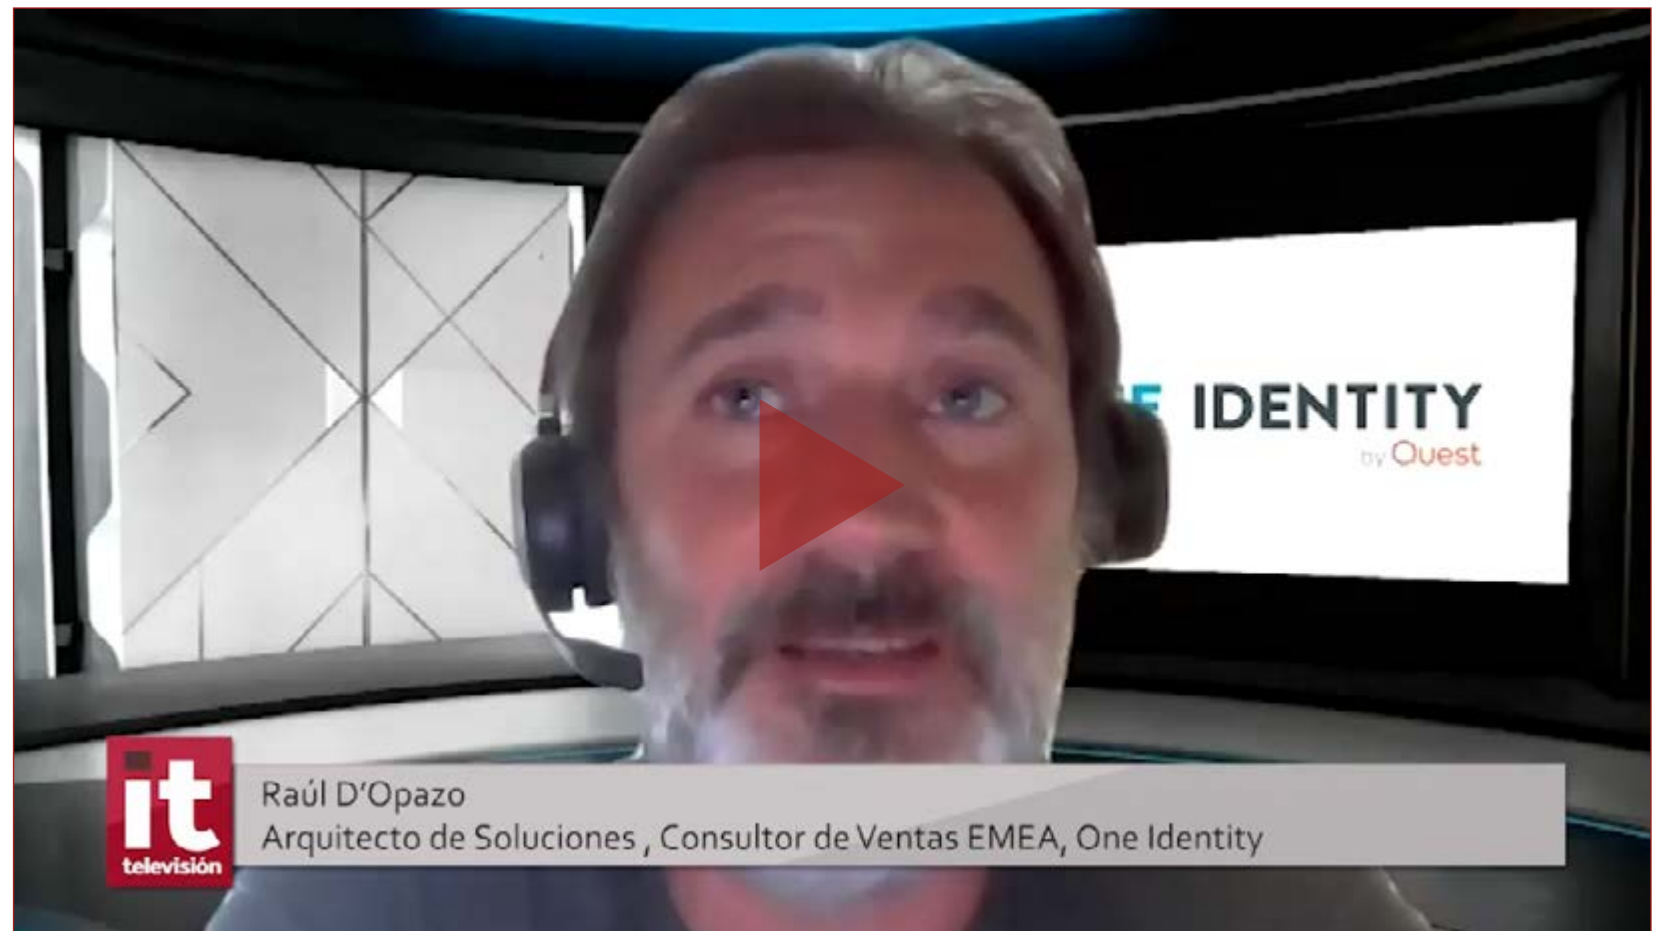 IDENTITY
by Quest
it
televisión
Raúl D'Opazo
Arquitecto de Soluciones , Consultor de Ventas EMEA, One Identity